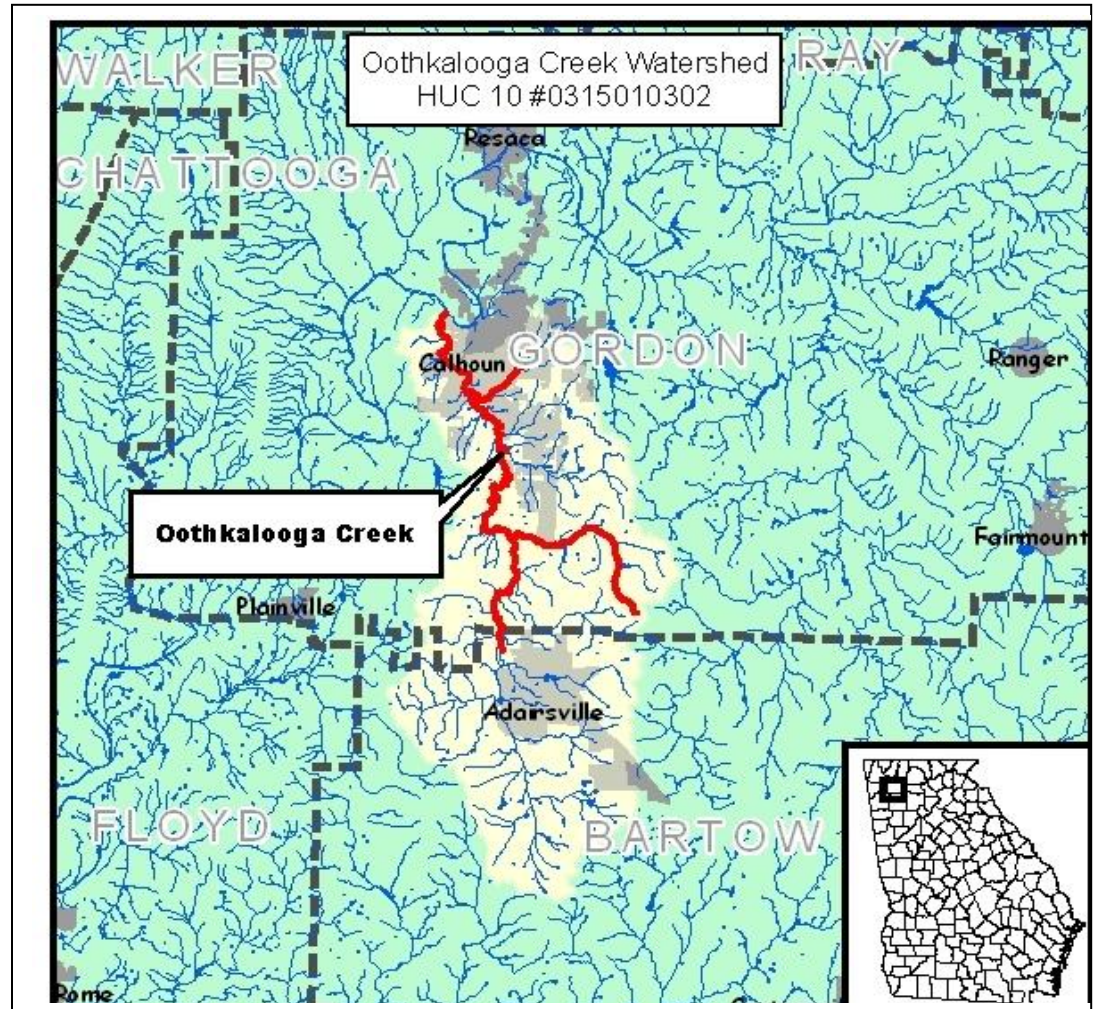 WALKER
Oothkalooga Creek Watershed
HUC 10 #0315010302
RAY
Resaca
CHATTOOGA
GORDON
Calhoun
Ranger
Oothkalooga Creek
Fairmount
Plainville
Adairsville
FLOYD
BARTOW
Rome